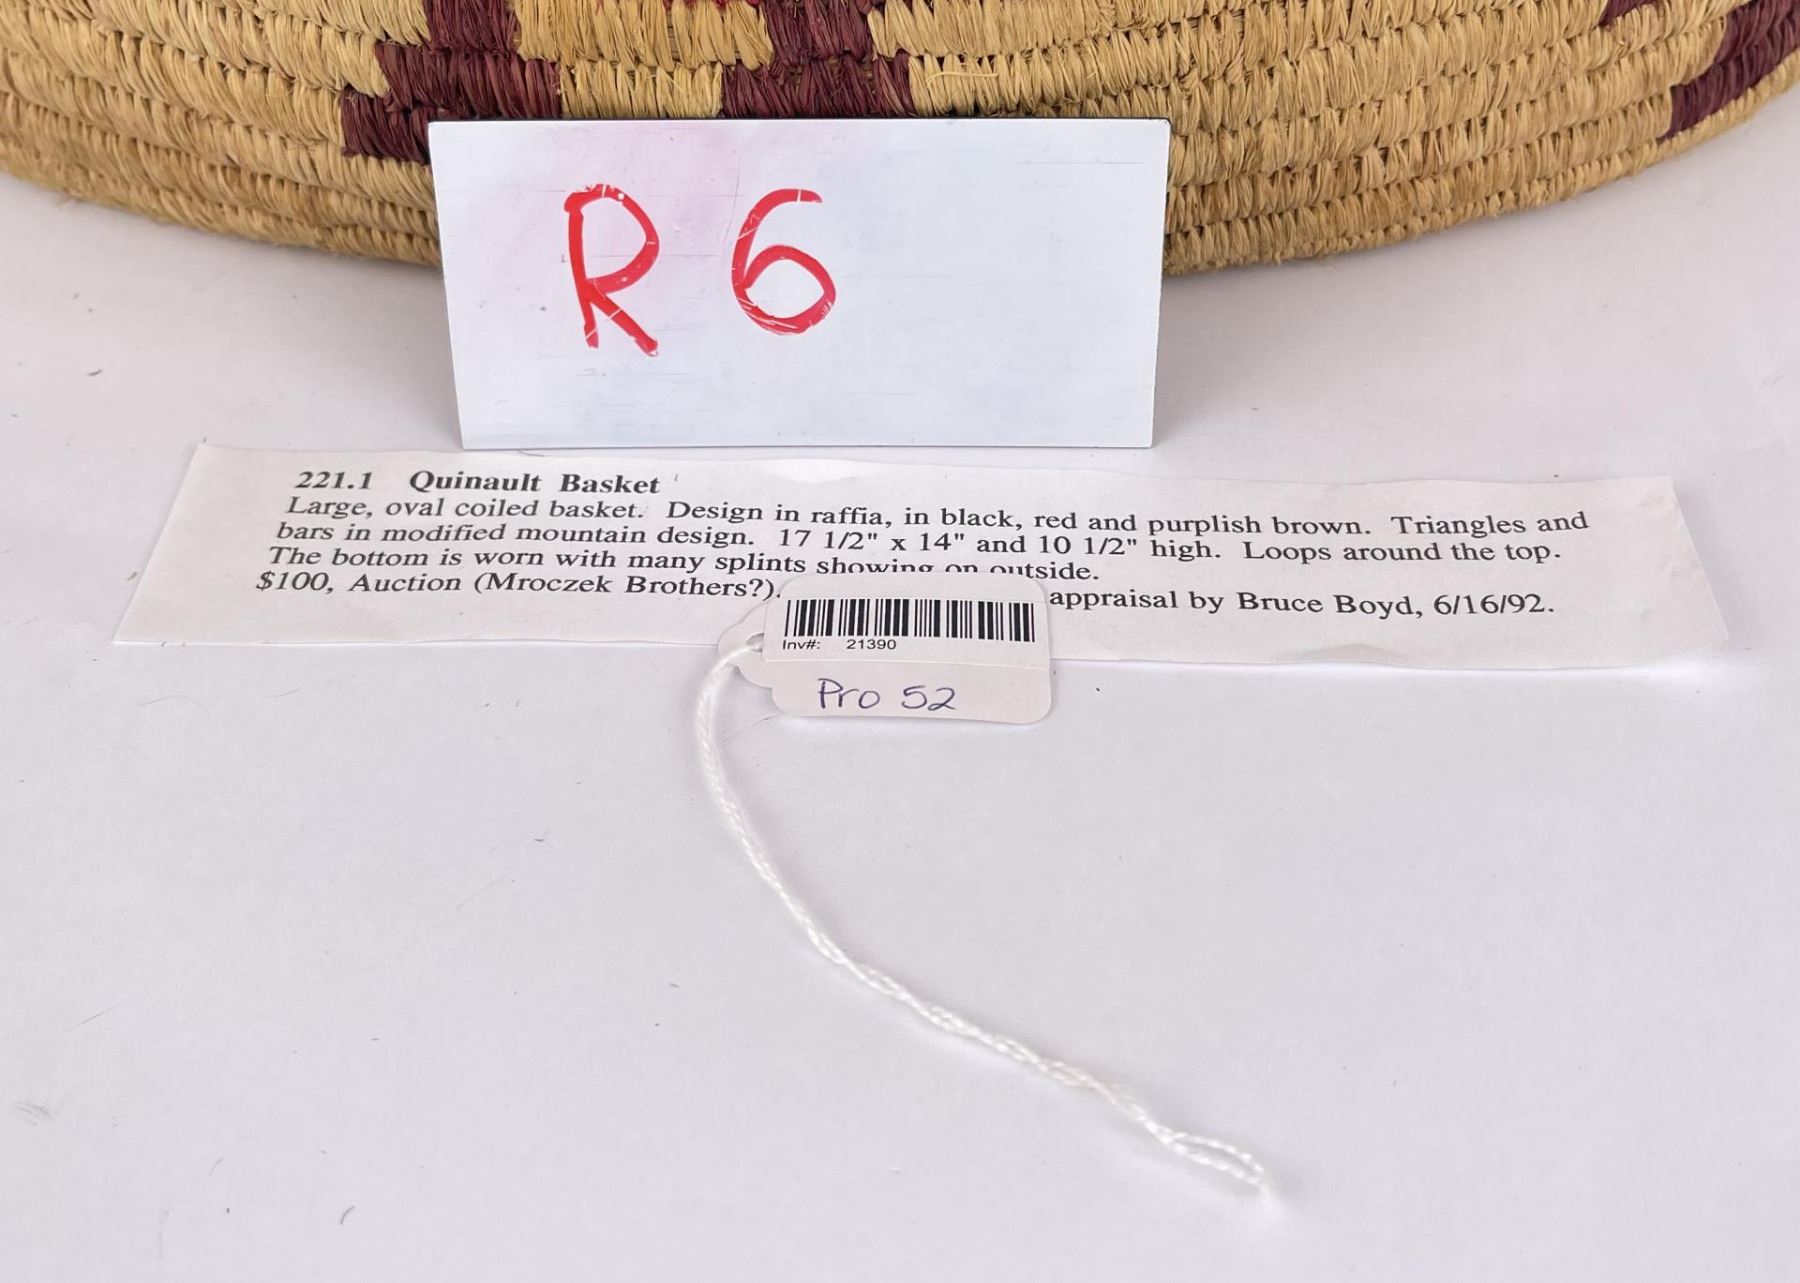 R 6
221.1 Quinault Basket
Large, oval coiled basket. Design in raffia, in black, red and purplish brown. Triangles and
bars in modified mountain design. 17 1/2" x 14" and 10 1/2" high. Loops around the top.
The bottom is worn with many splints showing on outside.
$100, Auction (Mroczek Brothers?). appraisal by Bruce Boyd, 6/16/92.
Inv#: 21390
Pro 52